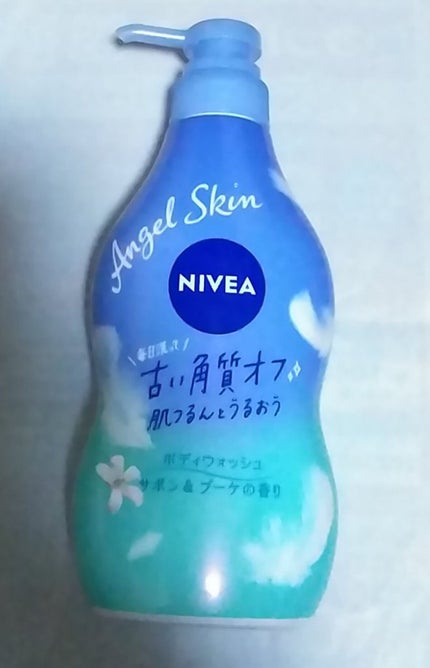 Angel Skin
NIVEA
毎日洗って
古い角質オフ
肌つるんとうるおう
ボディウォッシュ
サボン&ブーケの香り